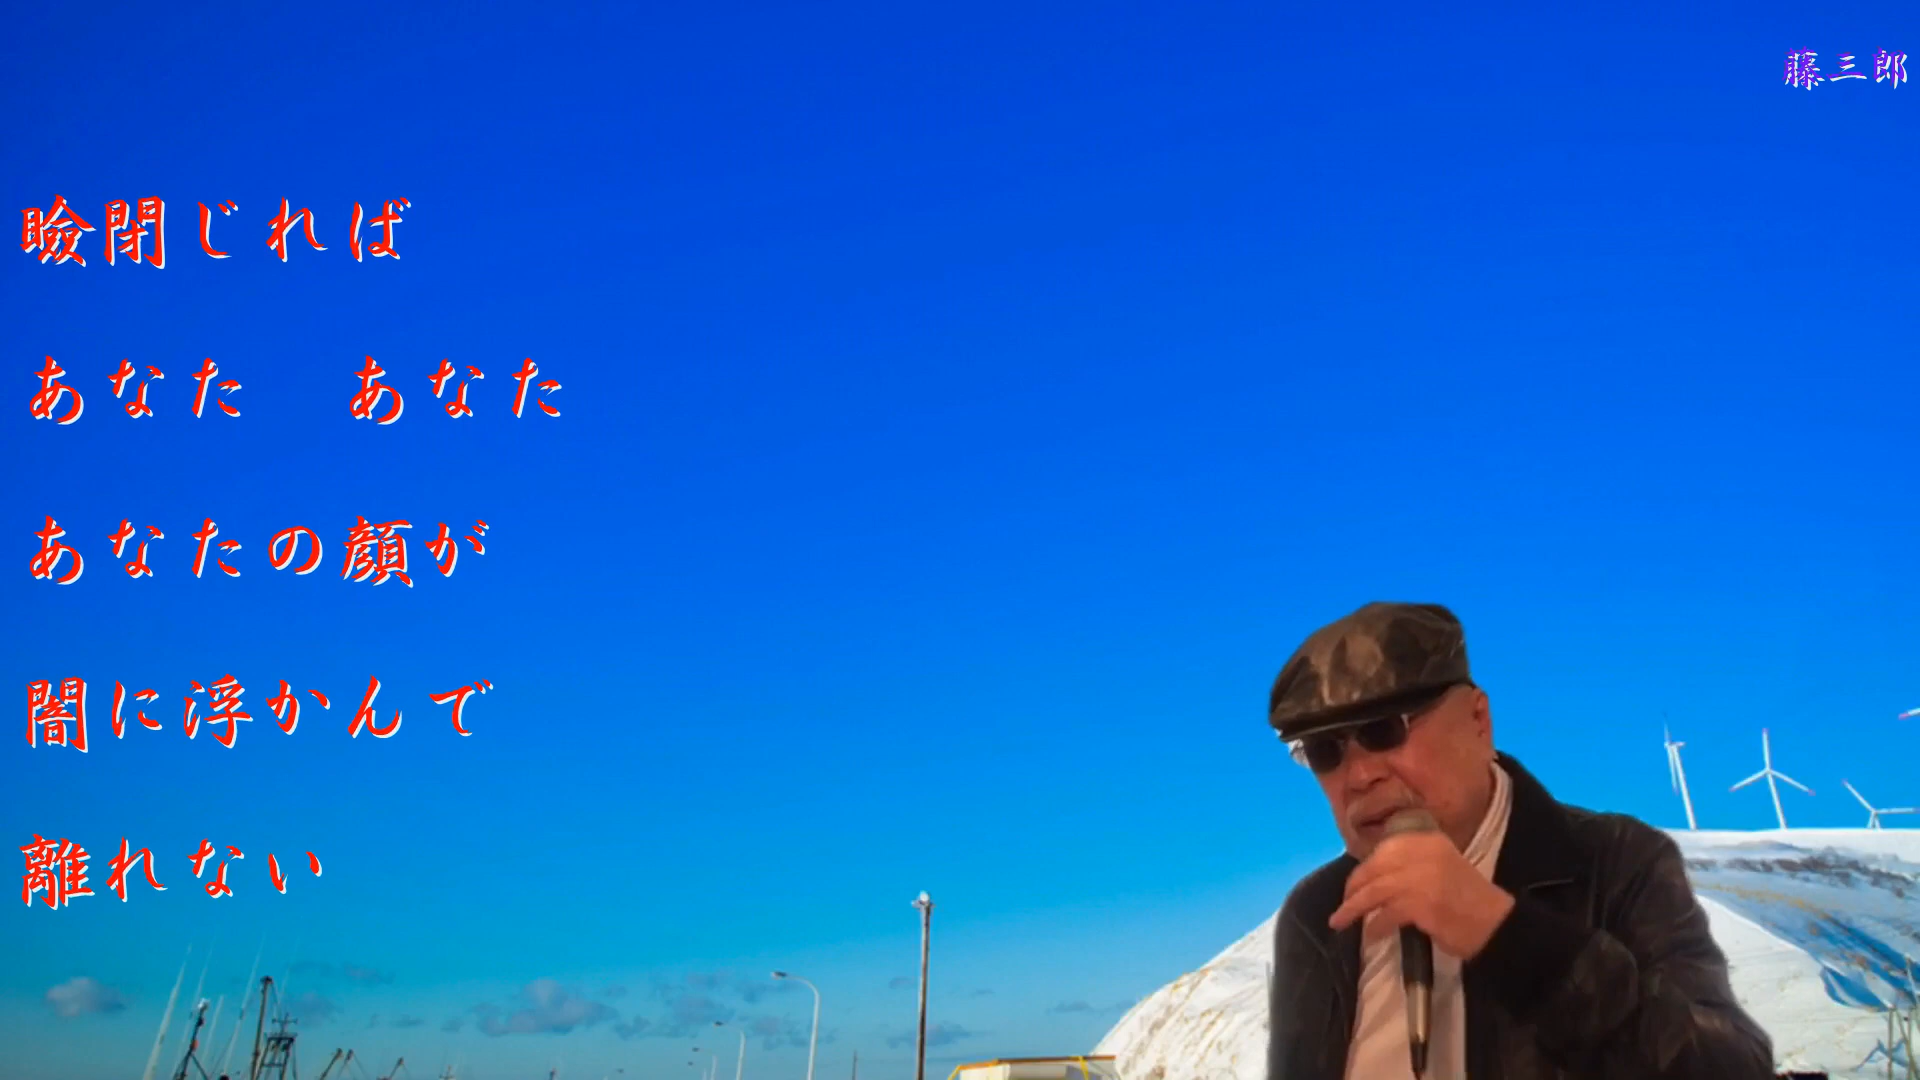 藤三郎
瞼閉じれば
あなた　あなた
あなたの顔が
闇に浮かんで
離れない